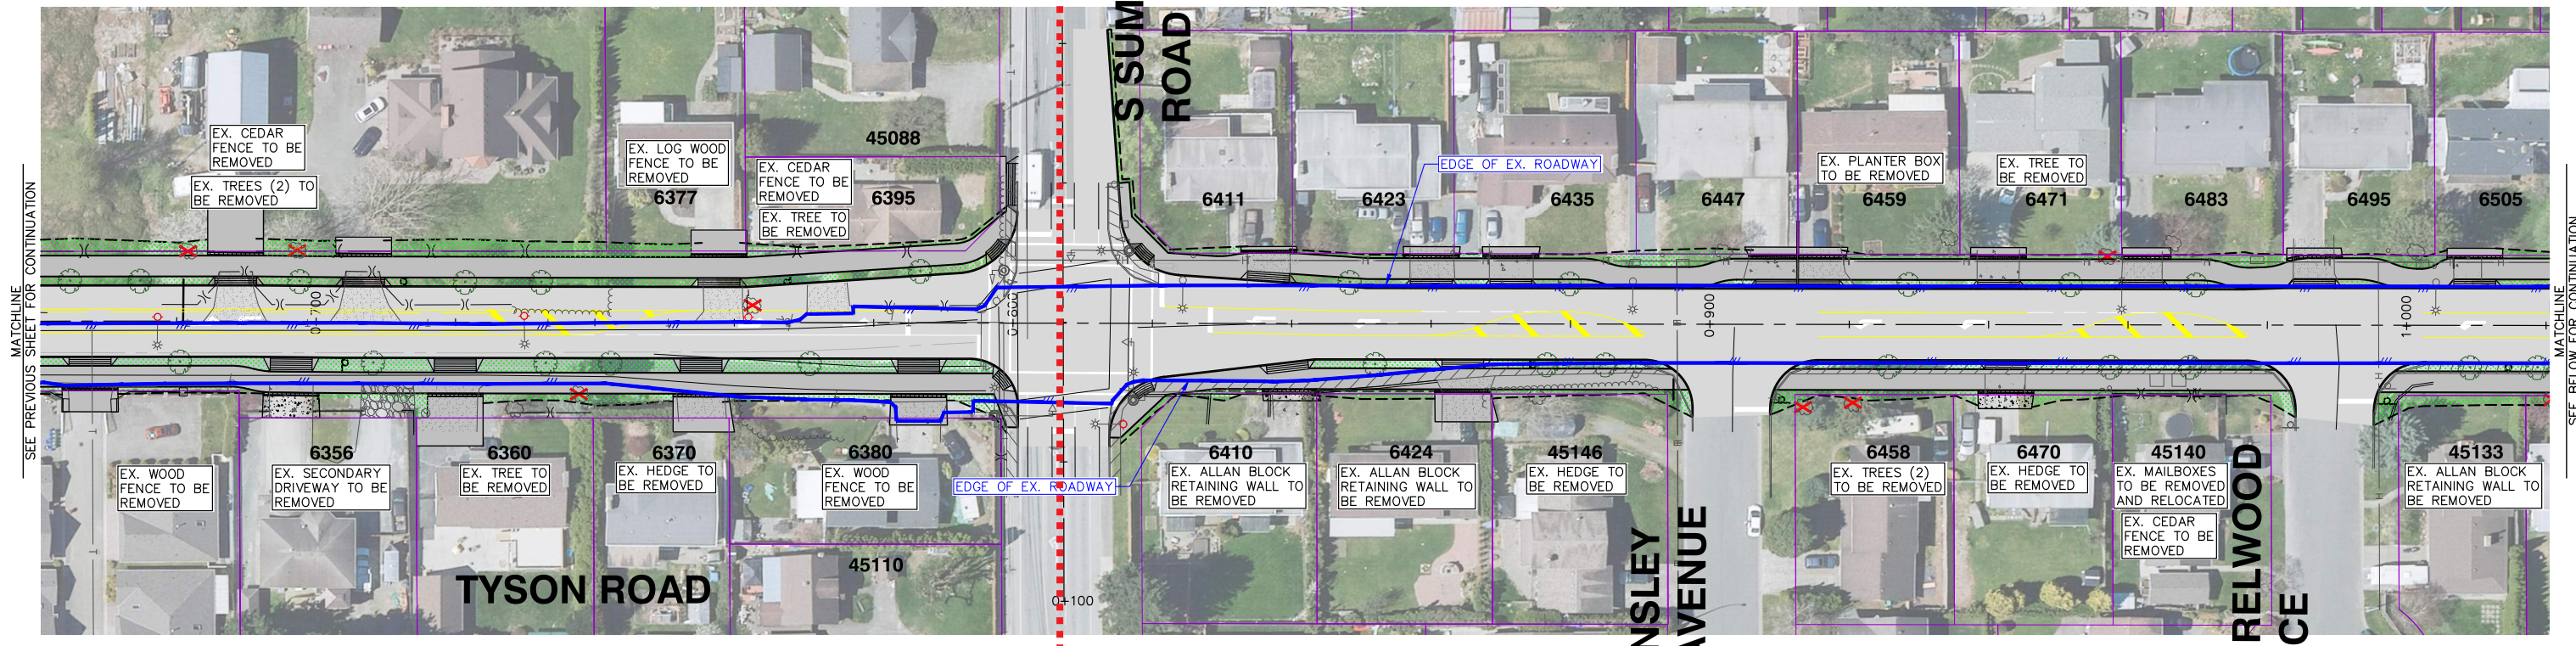 S SUM
ROAD
EX. CEDAR
FENCE TO BE
REMOVED
EX. TREES (2) TO
BE REMOVED
EX. LOG WOOD
FENCE TO BE
REMOVED
6377
45088
EX. CEDAR
FENCE TO BE
REMOVED
6395
EX. TREE TO
BE REMOVED
6411
6423
EDGE OF EX. ROADWAY
6435
6447
EX. PLANTER BOX
TO BE REMOVED
6459
EX. TREE TO
BE REMOVED
6471
6483
6495
6505
MATCHLINE
SEE PREVIOUS SHEET FOR CONTINUATION
0+700
0+800
0+900
1+000
MATCHLINE
SEE BELOW FOR CONTINUATION
EX. WOOD
FENCE TO BE
REMOVED
6356
EX. SECONDARY
DRIVEWAY TO BE
REMOVED
6360
EX. TREE TO
BE REMOVED
6370
EX. HEDGE TO
BE REMOVED
6380
EX. WOOD
FENCE TO BE
REMOVED
EDGE OF EX. ROADWAY
6410
EX. ALLAN BLOCK
RETAINING WALL TO
BE REMOVED
6424
EX. ALLAN BLOCK
RETAINING WALL TO
BE REMOVED
45146
EX. HEDGE TO
BE REMOVED
6458
EX. TREES (2)
TO BE REMOVED
6470
EX. HEDGE TO
BE REMOVED
45140
EX. MAILBOXES
TO BE REMOVED
AND RELOCATED
EX. CEDAR
FENCE TO BE
REMOVED
45133
EX. ALLAN BLOCK
RETAINING WALL TO
BE REMOVED
45110
TYSON ROAD
0+100
NSLEY
AVENUE
RELWOOD
CE